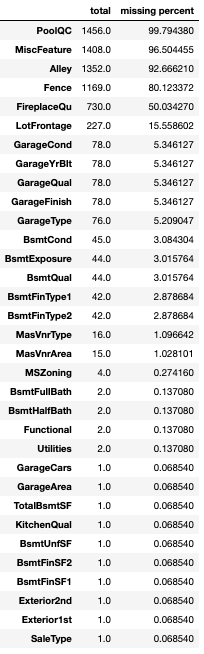 total missing percent
PoolQC 1456.0 99.794380
MiscFeature 1408.0 96.504455
Alley 1352.0 92.666210
Fence 1169.0 80.123372
FireplaceQu 730.0 50.034270
LotFrontage 227.0 15.558602
GarageCond 78.0 5.346127
GarageYrBlt 78.0 5.346127
GarageQual 78.0 5.346127
GarageFinish 78.0 5.346127
GarageType 76.0 5.209047
BsmtCond 45.0 3.084304
BsmtExposure 44.0 3.015764
BsmtQual 44.0 3.015764
BsmtFinType1 42.0 2.878684
BsmtFinType2 42.0 2.878684
MasVnrType 16.0 1.096642
MasVnrArea 15.0 1.028101
MSZoning 4.0 0.274160
BsmtFullBath 2.0 0.137080
BsmtHalfBath 2.0 0.137080
Functional 2.0 0.137080
Utilities 2.0 0.137080
GarageCars 1.0 0.068540
GarageArea 1.0 0.068540
TotalBsmtSF 1.0 0.068540
KitchenQual 1.0 0.068540
BsmtUnfSF 1.0 0.068540
BsmtFinSF2 1.0 0.068540
BsmtFinSF1 1.0 0.068540
Exterior2nd 1.0 0.068540
Exterior1st 1.0 0.068540
SaleType 1.0 0.068540